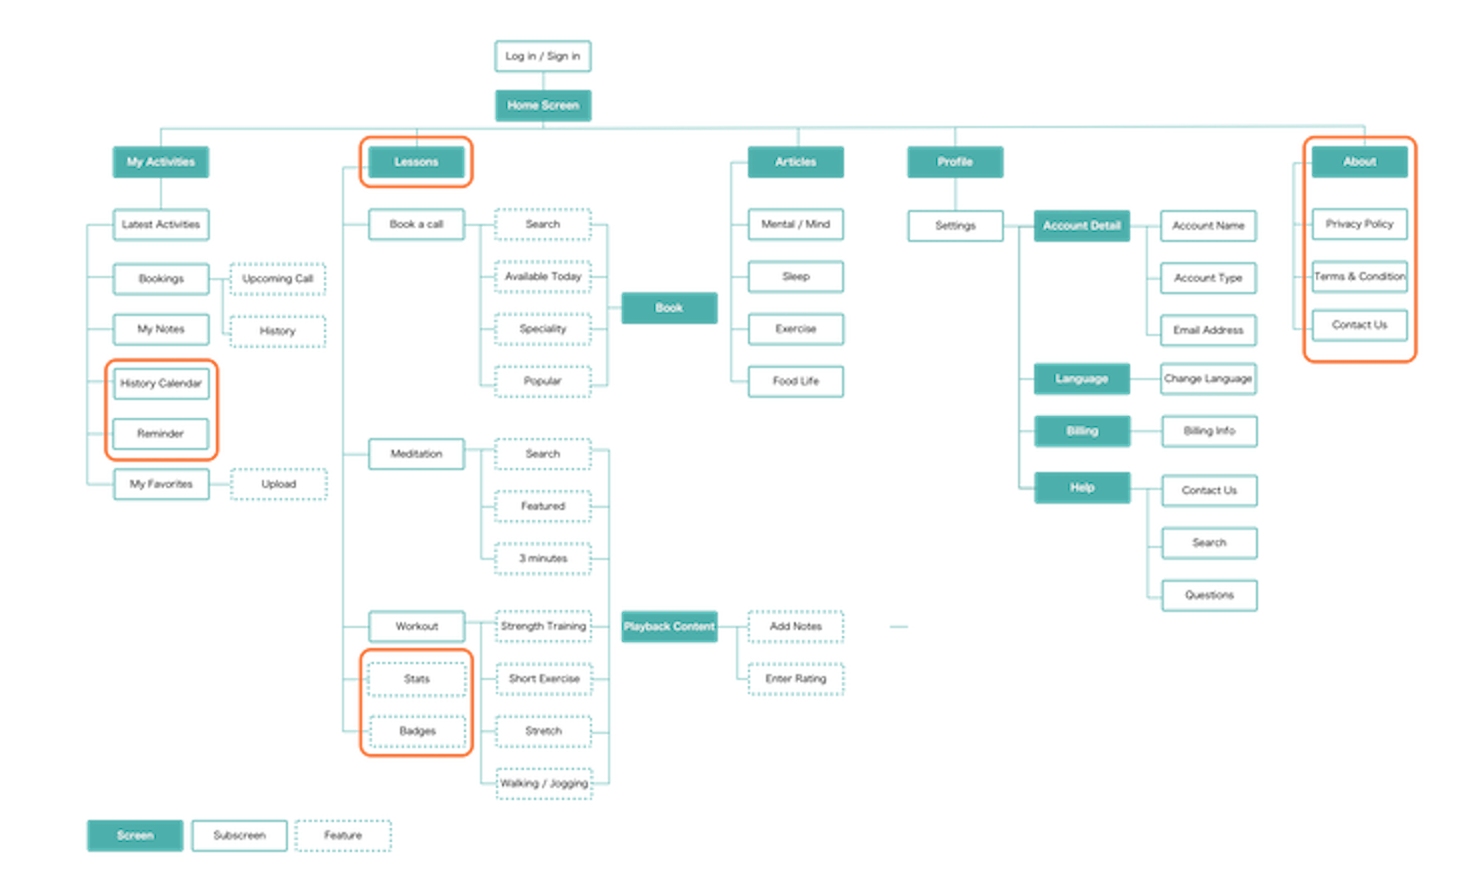 Log in / Sign in
Home Screen
My Activities
Lessons
Articles
Profile
About
Latest Activities
Bookings
Upcoming Call
History
My Notes
History Calendar
Reminder
My Favorites
Upload
Book a call
Search
Available Today
Speciality
Popular
Book
Meditation
Search
Featured
3 minutes
Workout
Strength Training
Short Exercise
Stretch
Walking / Jogging
Stats
Badges
Playback Content
Add Notes
Enter Rating
Mental / Mind
Sleep
Exercise
Food Life
Settings
Account Detail
Account Name
Account Type
Email Address
Language
Change Language
Billing
Billing Info
Help
Contact Us
Search
Questions
Privacy Policy
Terms & Condition
Contact Us
Screen
Subscreen
Feature